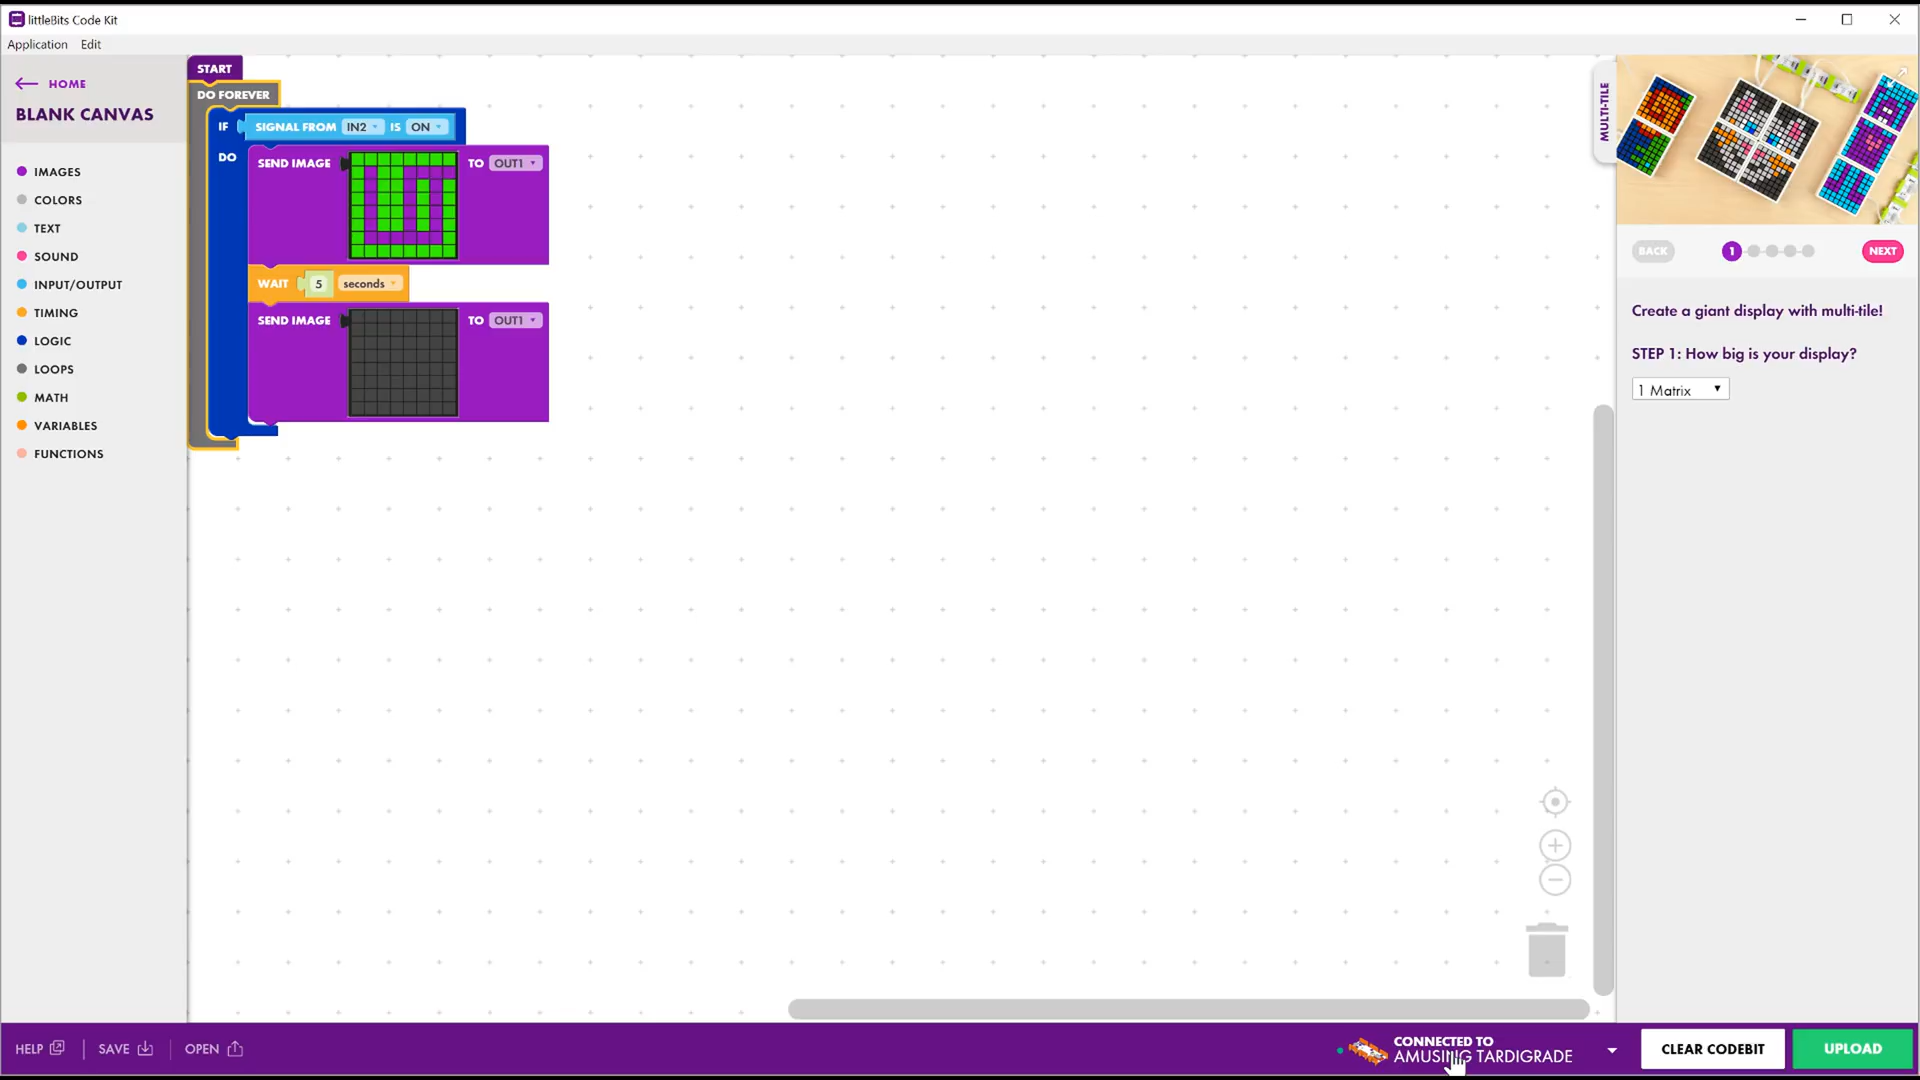 littleBits Code Kit
Application Edit
HOME
BLANK CANVAS
IMAGES
COLORS
TEXT
SOUND
INPUT/OUTPUT
TIMING
LOGIC
LOOPS
MATH
VARIABLES
FUNCTIONS
START
DO FOREVER
IF SIGNAL FROM IN2 IS ON
DO SEND IMAGE TO OUT1
WAIT 5 seconds
SEND IMAGE TO OUT1
MULTI-TILE
BACK 1 NEXT
Create a giant display with multi-tile!
STEP 1: How big is your display?
1 Matrix
HELP SAVE OPEN
CONNECTED TO
AMUSING TARDIGRADE
CLEAR CODEBIT
UPLOAD